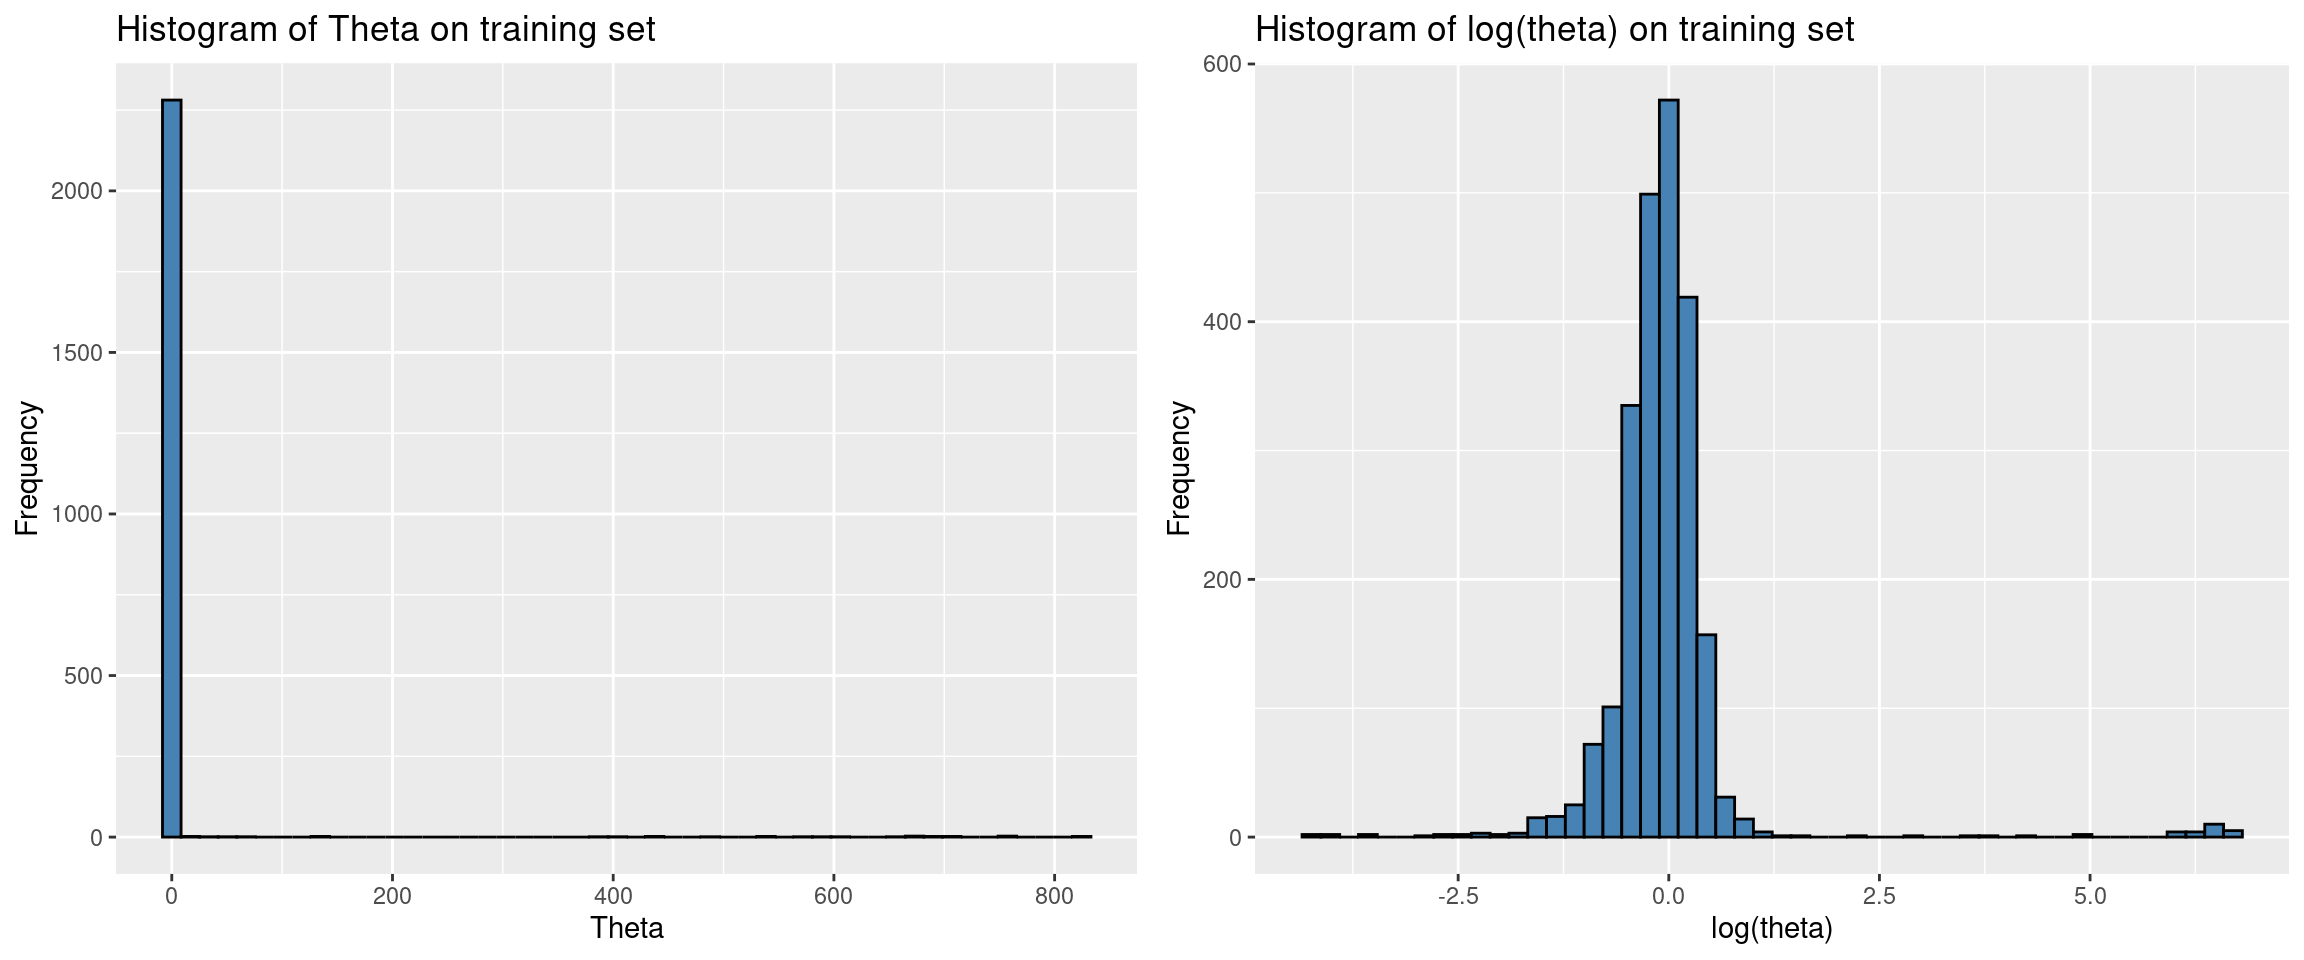 Histogram of Theta on training set
2000
1500
1000
500
0
Frequency
0 200 400 600 800
Theta
Histogram of log(theta) on training set
600
400
200
0
Frequency
-2.5 0.0 2.5 5.0
log(theta)